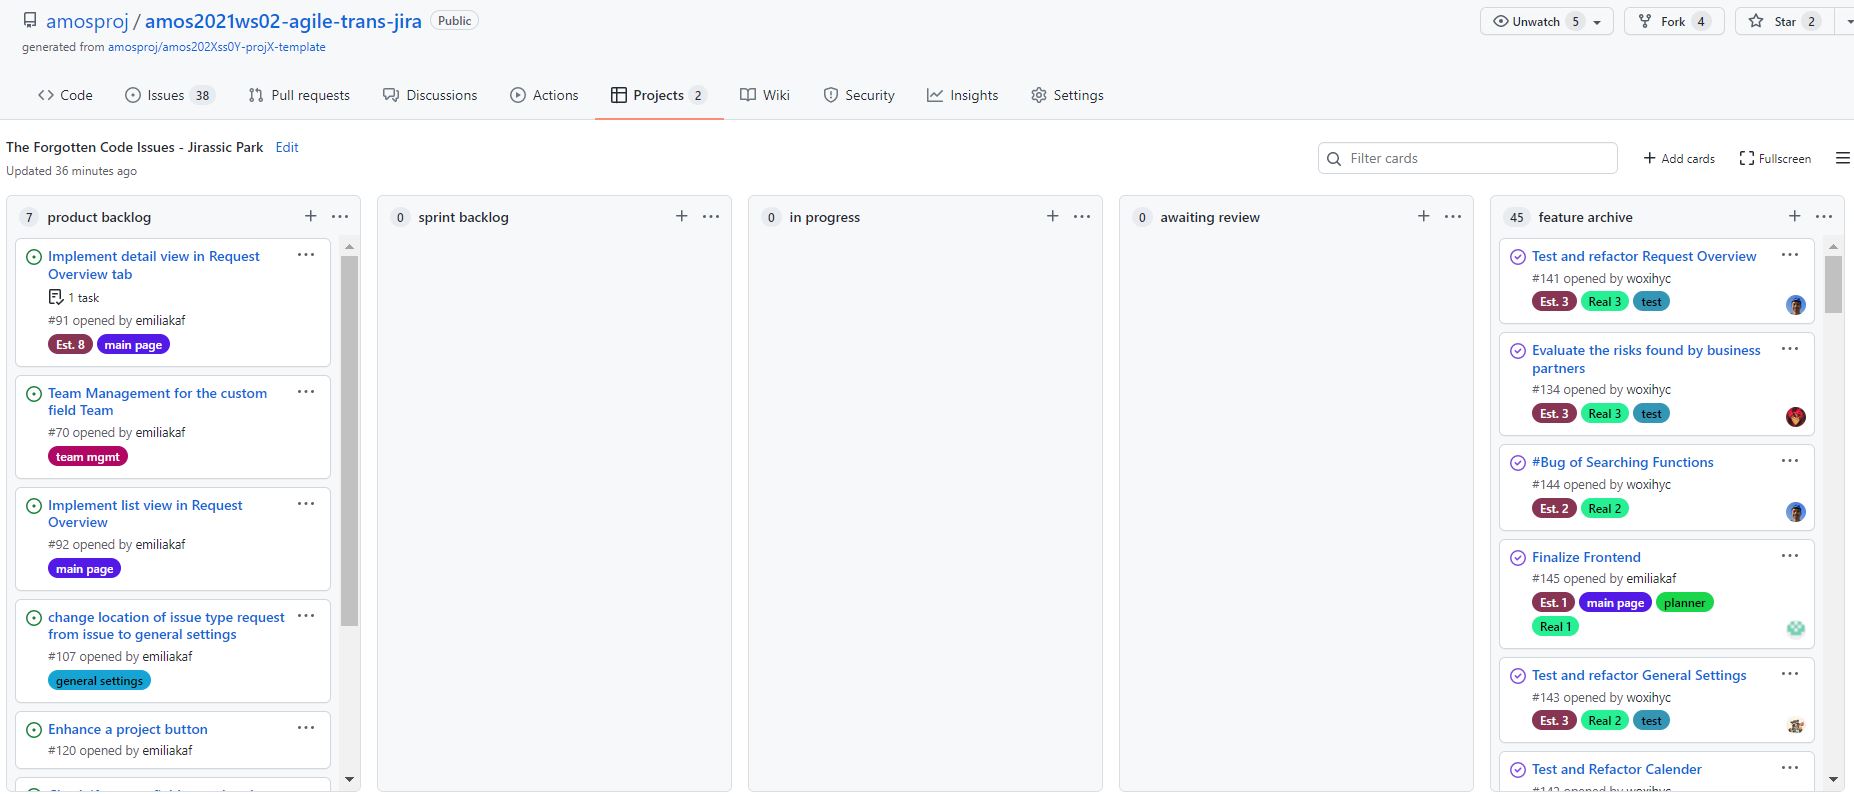 amosproj / amos2021ws02-agile-trans-jira Public
generated from amosproj/amos202Xss0Y-projX-template
Unwatch 5
Fork 4
Star 2
Code
Issues 38
Pull requests
Discussions
Actions
Projects 2
Wiki
Security
Insights
Settings
The Forgotten Code Issues - Jirassic Park Edit
Updated 36 minutes ago
Filter cards
Add cards
Fullscreen
7 product backlog
Implement detail view in Request
Overview tab
1 task
#91 opened by emiliakaf
Est. 8 main page
Team Management for the custom
field Team
#70 opened by emiliakaf
team mgmt
Implement list view in Request
Overview
#92 opened by emiliakaf
main page
change location of issue type request
from issue to general settings
#107 opened by emiliakaf
general settings
Enhance a project button
#120 opened by emiliakaf
0 sprint backlog
0 in progress
0 awaiting review
45 feature archive
Test and refactor Request Overview
#141 opened by woxihyc
Est. 3 Real 3 test
Evaluate the risks found by business
partners
#134 opened by woxihyc
Est. 3 Real 3 test
#Bug of Searching Functions
#144 opened by woxihyc
Est. 2 Real 2
Finalize Frontend
#145 opened by emiliakaf
Est. 1 main page planner
Real 1
Test and refactor General Settings
#143 opened by woxihyc
Est. 3 Real 2 test
Test and Refactor Calender